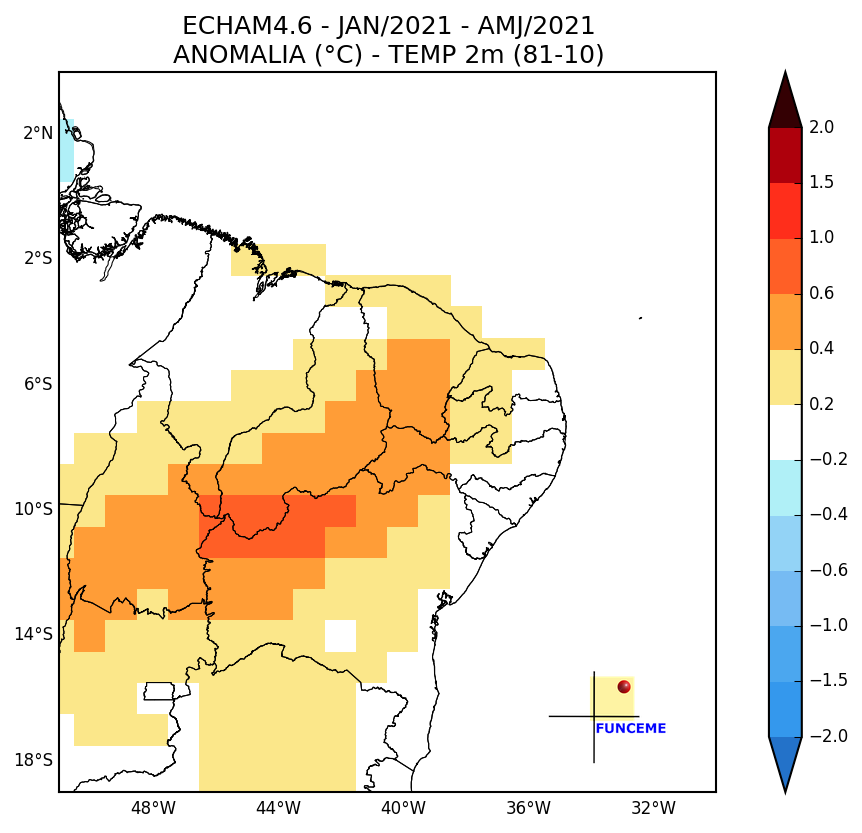 ECHAM4.6 - JAN/2021 - AMJ/2021
ANOMALIA (°C) - TEMP 2m (81-10)
2°N
2°S
6°S
10°S
14°S
18°S
48°W
44°W
40°W
36°W
32°W
2.0
1.5
1.0
0.6
0.4
0.2
−0.2
−0.4
−0.6
−1.0
−1.5
−2.0
FUNCEME